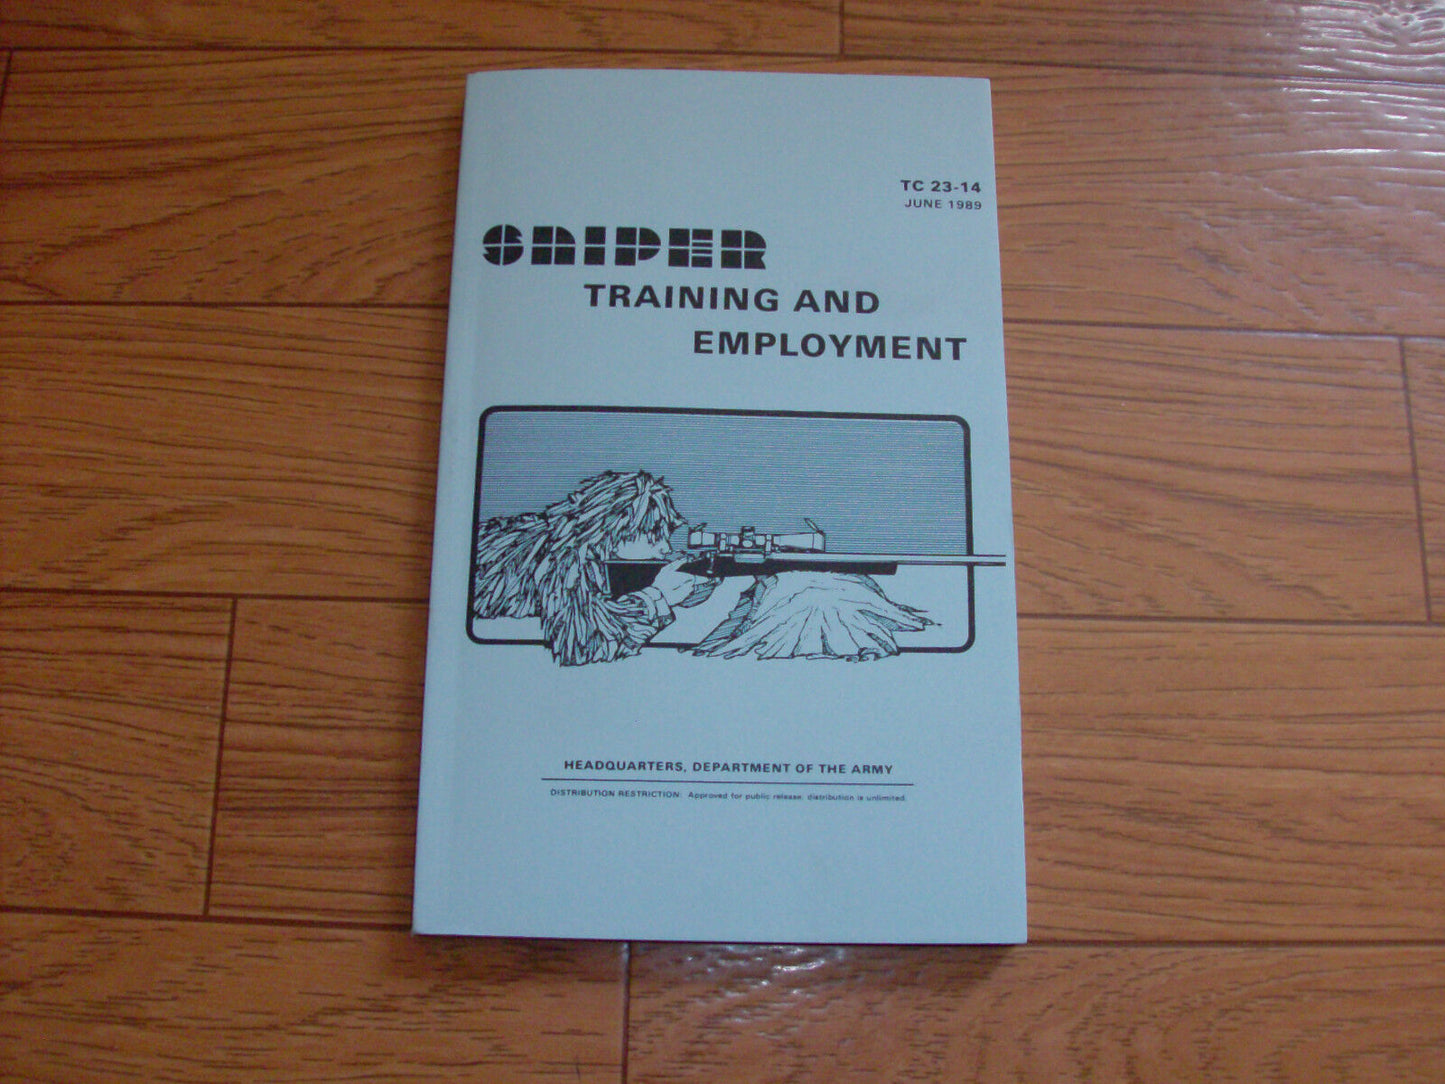 TC 23-14
JUNE 1989
SNIPER
TRAINING AND
EMPLOYMENT
HEADQUARTERS, DEPARTMENT OF THE ARMY
DISTRIBUTION RESTRICTION: Approved for public release; distribution is unlimited.